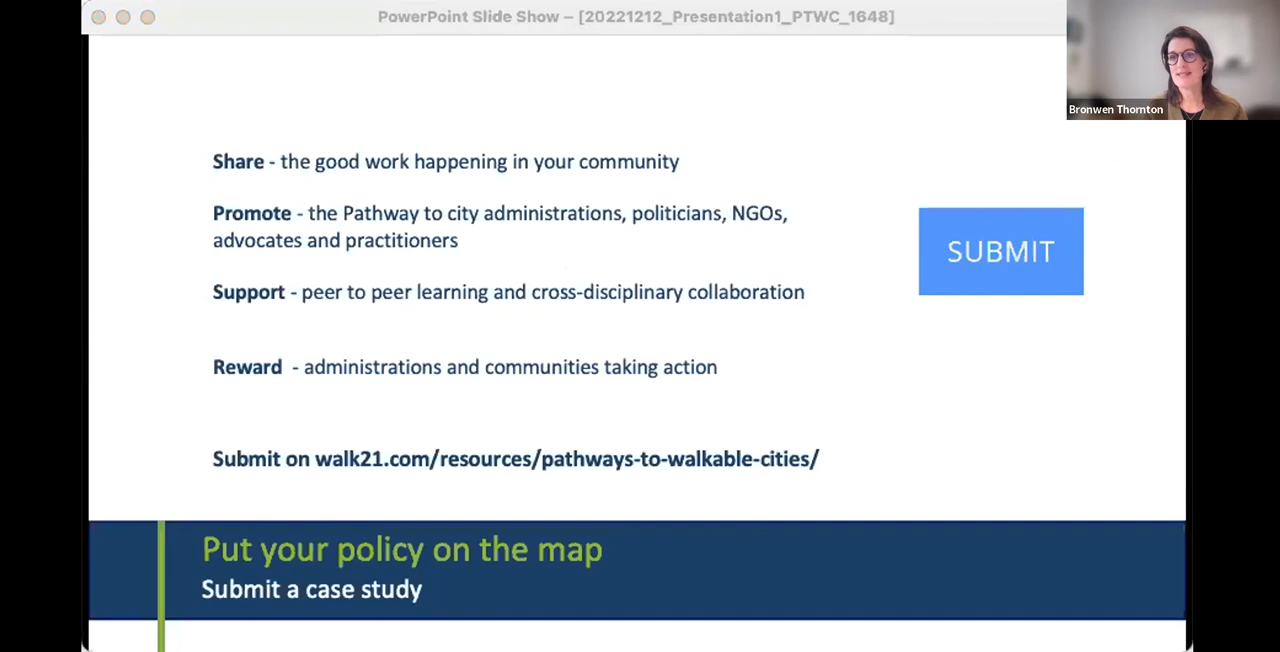 PowerPoint Slide Show – [20221212_Presentation1_PTWC_1648]
Bronwen Thornton
Share - the good work happening in your community
Promote - the Pathway to city administrations, politicians, NGOs,
advocates and practitioners
SUBMIT
Support - peer to peer learning and cross-disciplinary collaboration
Reward - administrations and communities taking action
Submit on walk21.com/resources/pathways-to-walkable-cities/
Put your policy on the map
Submit a case study